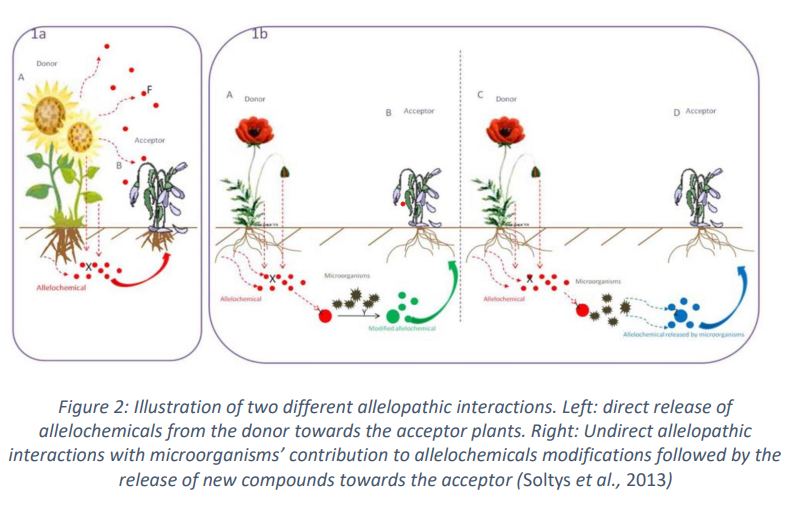 1a
Donor
A
F
Acceptor
B
X
Allelochemical
1b
A
Donor
B
Acceptor
X
Allelochemical
Microorganisms
Y
Modified allelochemical
C
Donor
D
Acceptor
X
Allelochemical
Microorganisms
Allelochemical released by microorganisms
Figure 2: Illustration of two different allelopathic interactions. Left: direct release of
allelochemicals from the donor towards the acceptor plants. Right: Undirect allelopathic
interactions with microorganisms’ contribution to allelochemicals modifications followed by the
release of new compounds towards the acceptor (Soltys et al., 2013)